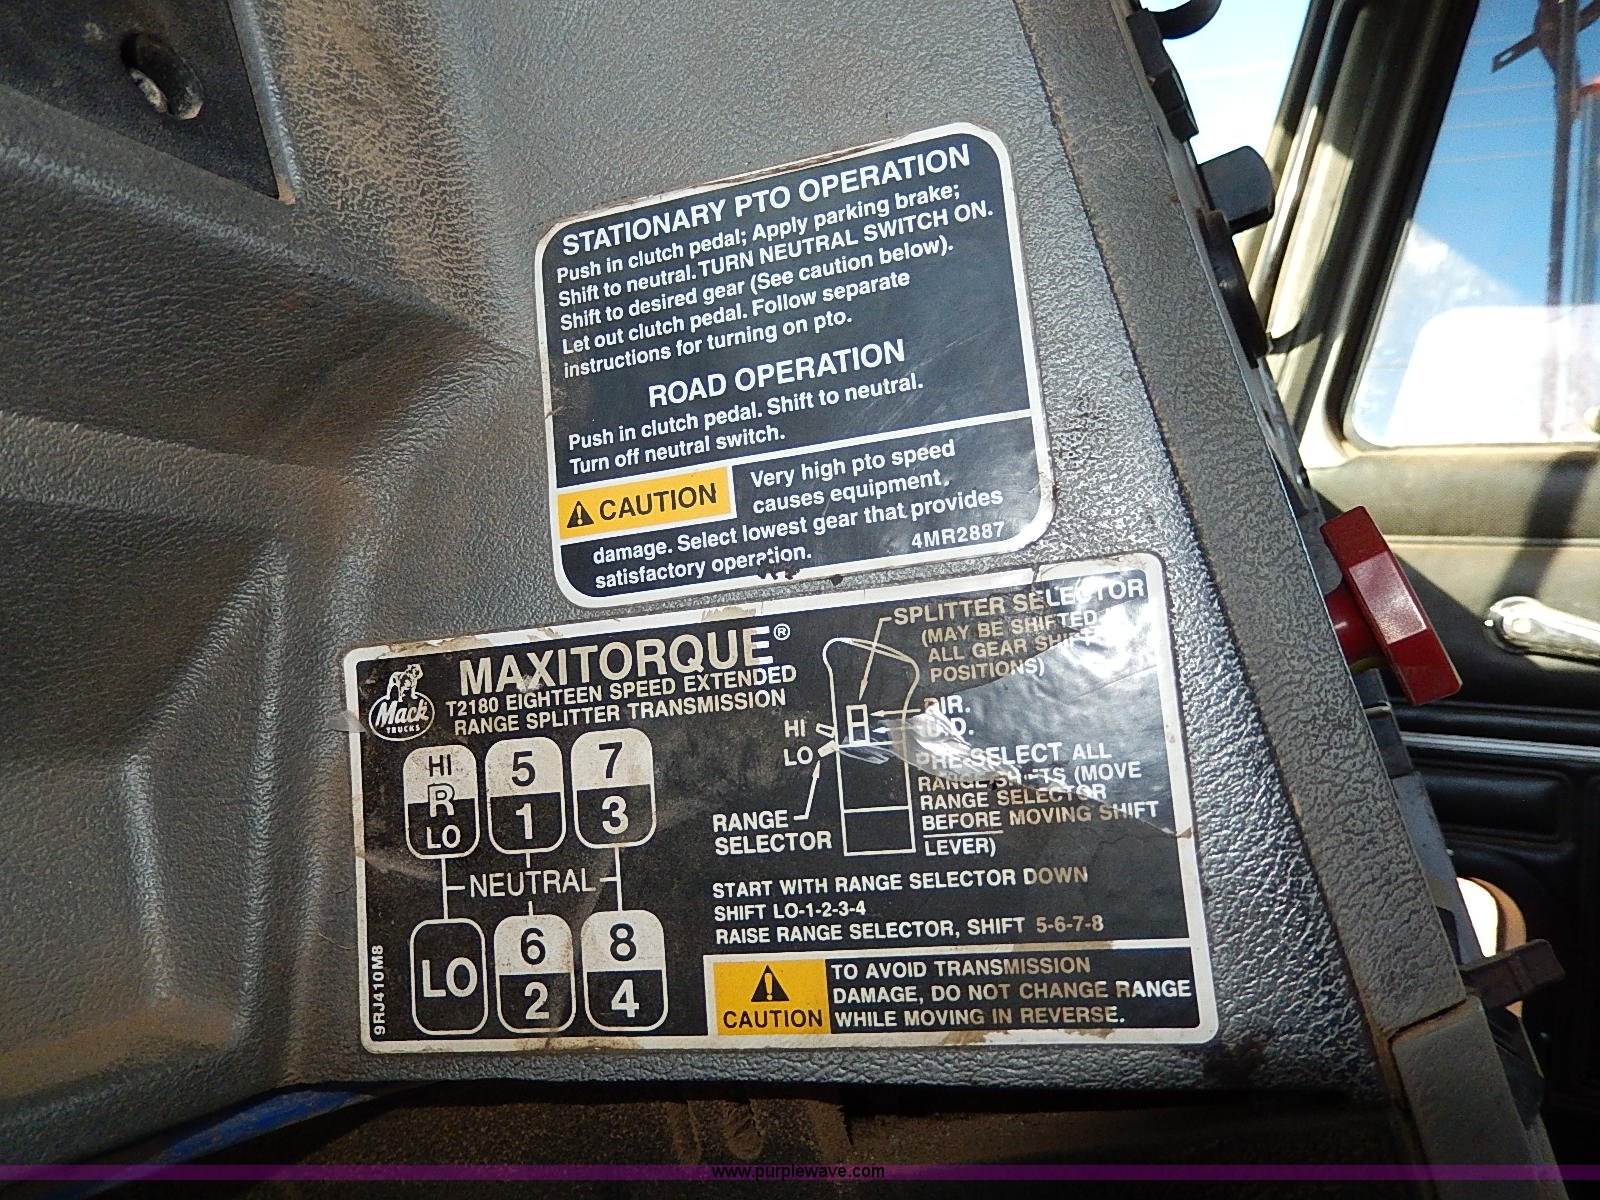 STATIONARY PTO OPERATION
Push in clutch pedal; Apply parking brake;
Shift to neutral. TURN NEUTRAL SWITCH ON.
Shift to desired gear (See caution below).
Let out clutch pedal. Follow separate
instructions for turning on pto.
ROAD OPERATION
Push in clutch pedal. Shift to neutral.
Turn off neutral switch.
CAUTION
Very high pto speed
causes equipment
damage. Select lowest gear that provides
satisfactory operation.
4MR2887
Mack
TRUCKS
MAXITORQUE®
T2180 EIGHTEEN SPEED EXTENDED
RANGE SPLITTER TRANSMISSION
HI
R
LO
5
1
7
3
NEUTRAL
LO
6
2
8
4
9RJ410M8
SPLITTER SELECTOR
(MAY BE SHIFTED
ALL GEAR SHIFT
POSITIONS)
DIR.
U.D.
HI
LO
RANGE
SELECTOR
PRE-SELECT ALL
RANGE SHIFTS (MOVE
RANGE SELECTOR
BEFORE MOVING SHIFT
LEVER)
START WITH RANGE SELECTOR DOWN
SHIFT LO-1-2-3-4
RAISE RANGE SELECTOR, SHIFT 5-6-7-8
CAUTION
TO AVOID TRANSMISSION
DAMAGE, DO NOT CHANGE RANGE
WHILE MOVING IN REVERSE.
www.purplewave.com